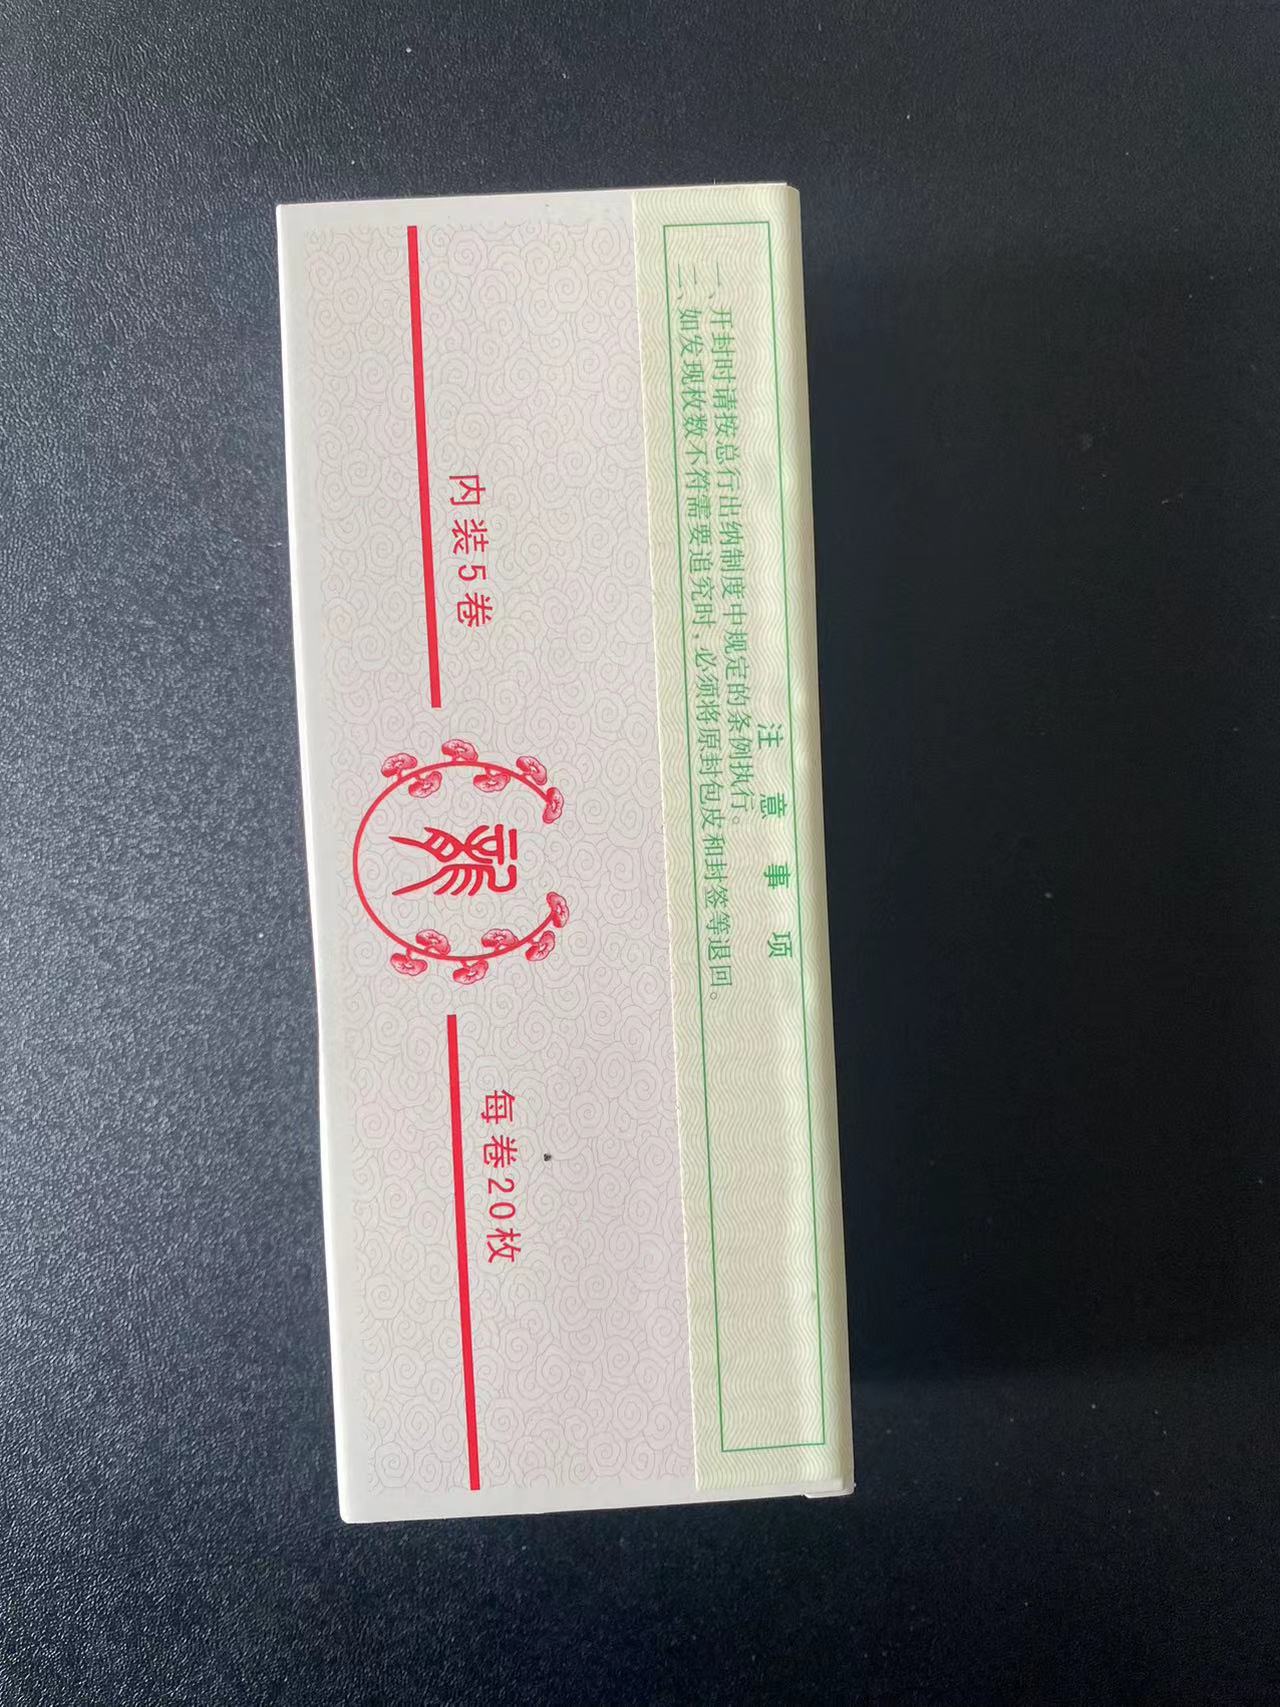 注意事项
一、开封时请按总行出纳制度中规定的条例执行。
二、如发现枚数不符需要追究时，必须将原封包皮和封签等退回。
内装5卷
每卷20枚